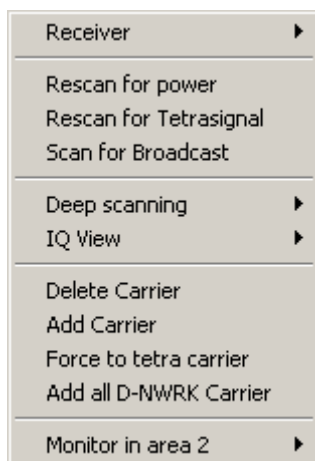 Receiver
Rescan for power
Rescan for Tetrasignal
Scan for Broadcast
Deep scanning
IQ View
Delete Carrier
Add Carrier
Force to tetra carrier
Add all D-NWRK Carrier
Monitor in area 2